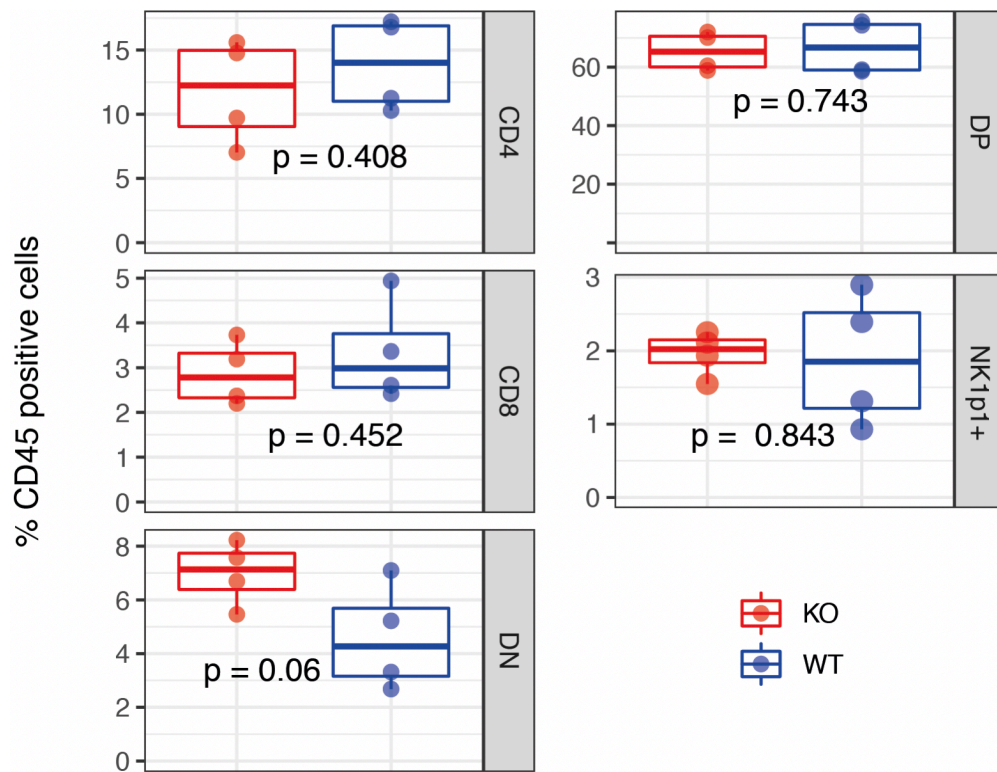 % CD45 positive cells
15
10
5
0
p = 0.408
CD4
60
40
20
p = 0.743
DP
5
4
3
2
1
0
p = 0.452
CD8
3
2
1
0
p = 0.843
NK1p1+
8
6
4
2
0
p = 0.06
DN
KO
WT